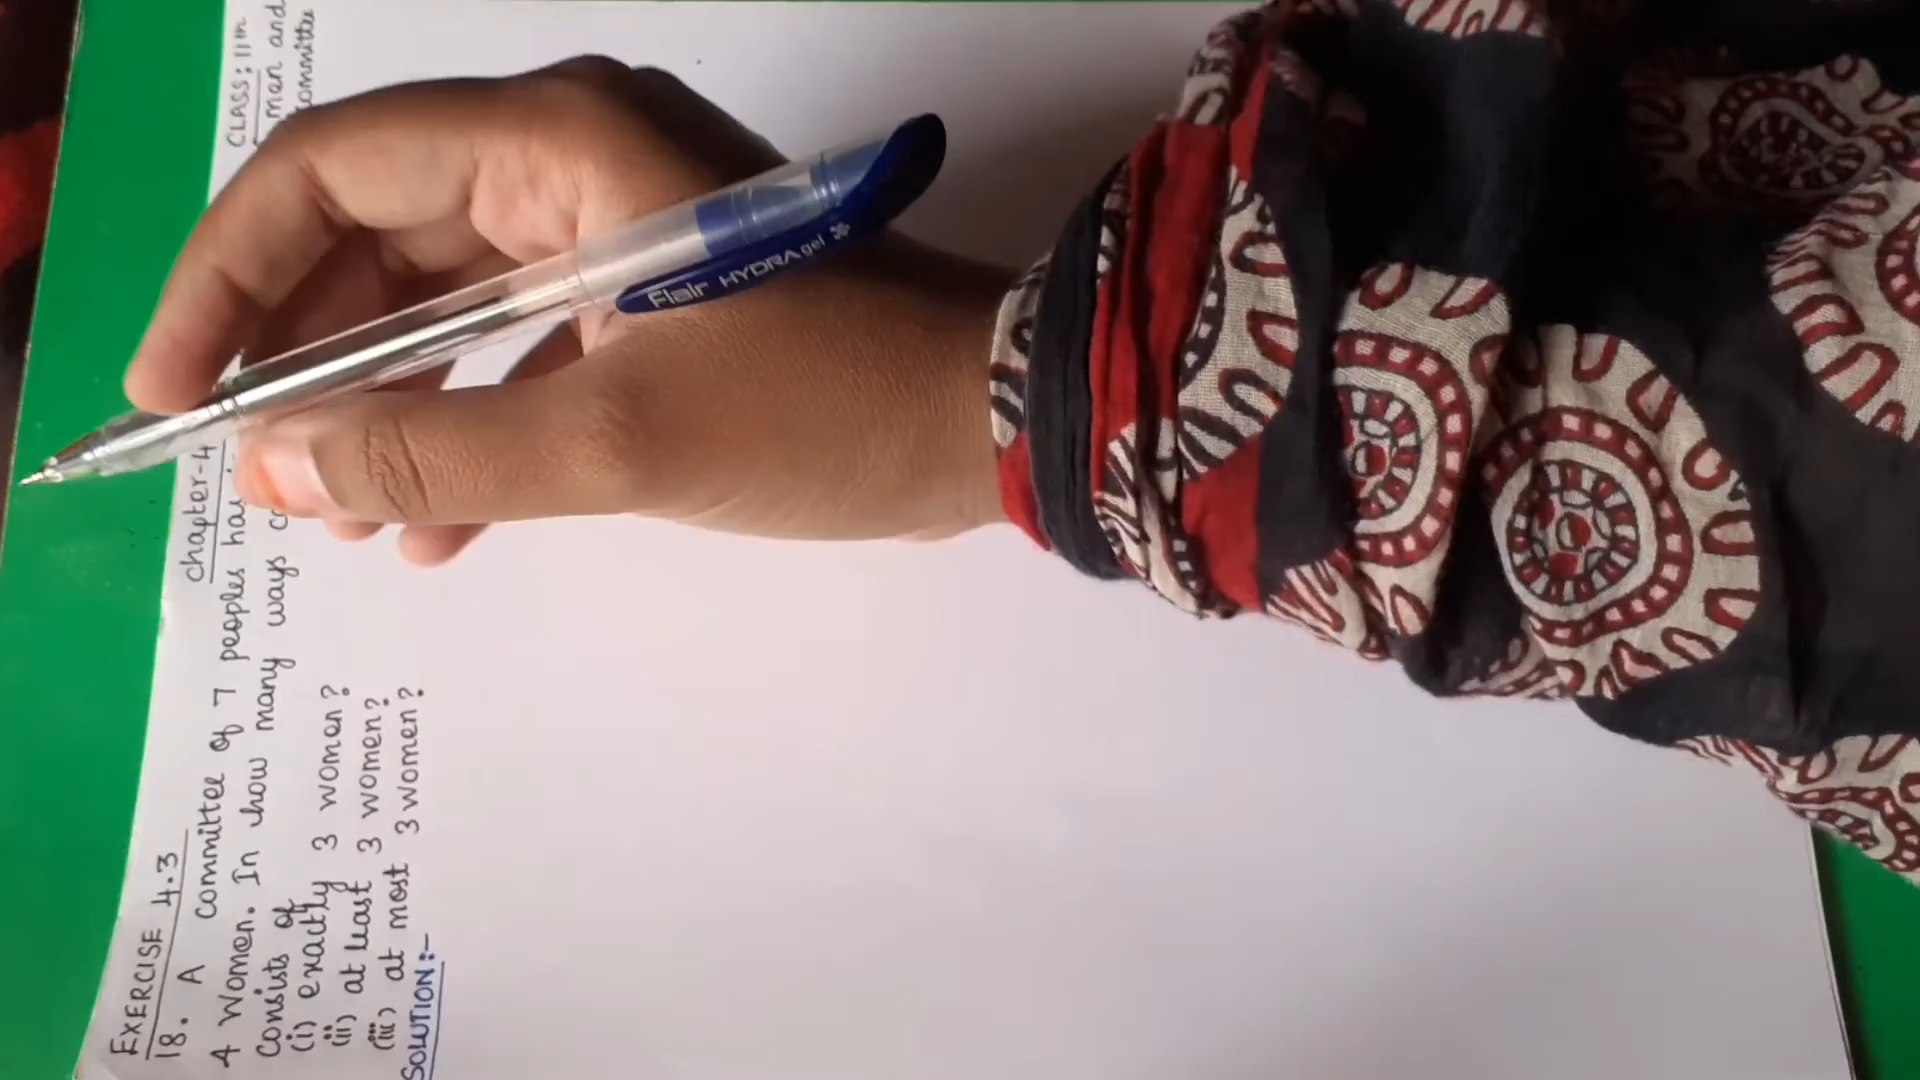 EXERCISE 4.3 chapter-4 CLASS: 11th
18. A committee of 7 peoples men and
4 women. In how many ways committee
consists of
(i) exactly 3 women?
(ii) at least 3 women?
(iii) at most 3 women?
SOLUTION:-
Flair HYDRA gel